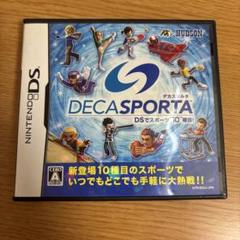 NINTENDO DS
HUDSON
デカスポルタ
DECASPORTA
DSでスポーツ"10"種目!
新登場10種目のスポーツで
いつでもどこでも手軽に大熱戦!!
CERO
A